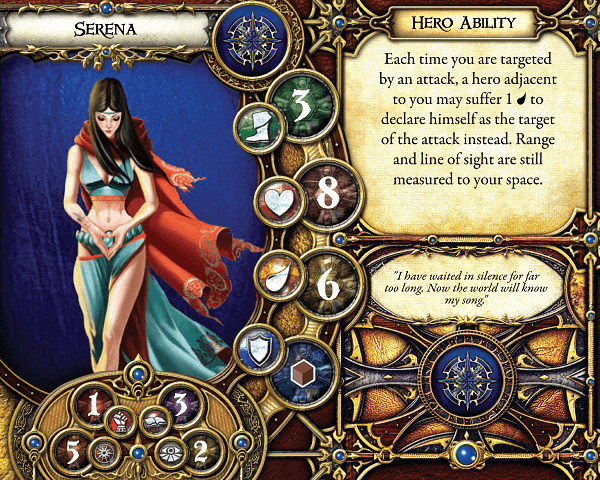 SERENA
HERO ABILITY
Each time you are targeted
by an attack, a hero adjacent
to you may suffer 1 to
declare himself as the target
of the attack instead. Range
and line of sight are still
measured to your space.
3
8
6
"I have waited in silence for far
too long. Now the world will know
my song."
1
3
5
2